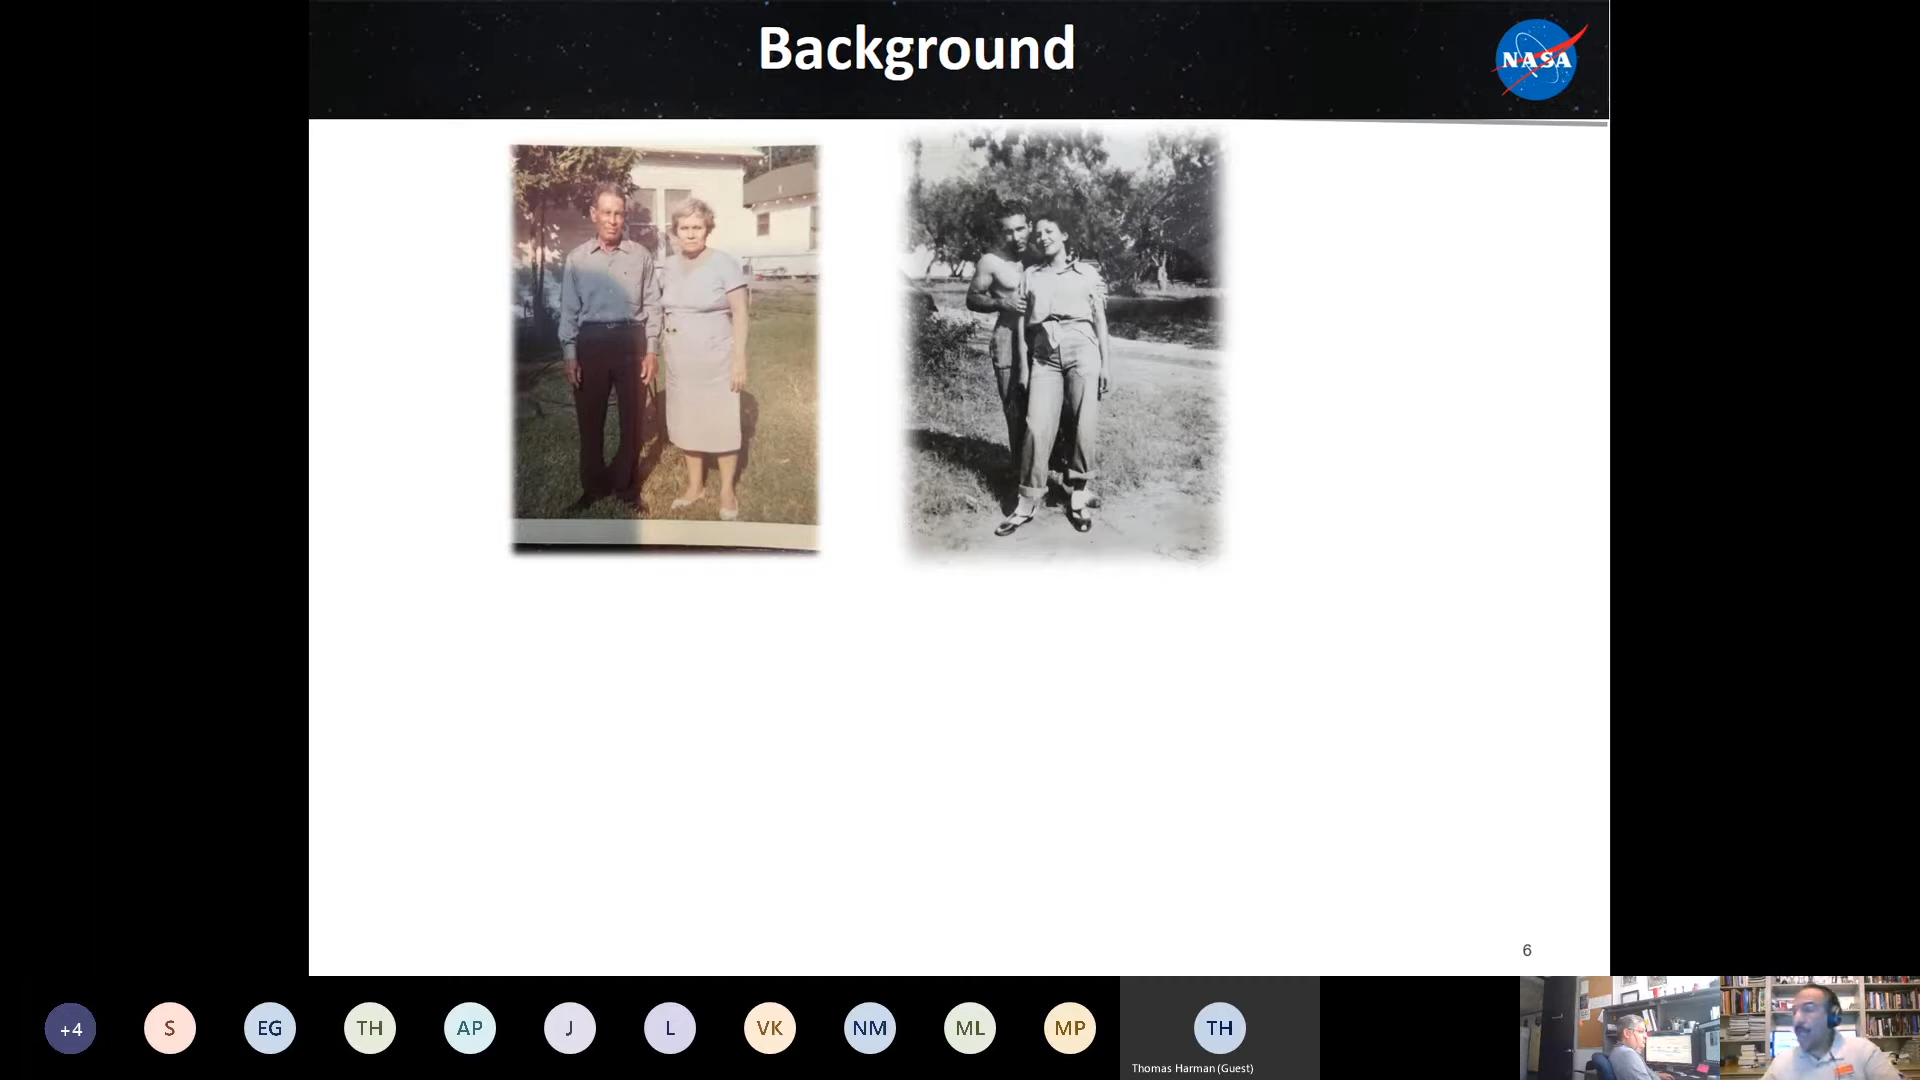 Background
NASA
6
+4
S
EG
TH
AP
J
L
VK
NM
ML
MP
TH
Thomas Harman (Guest)